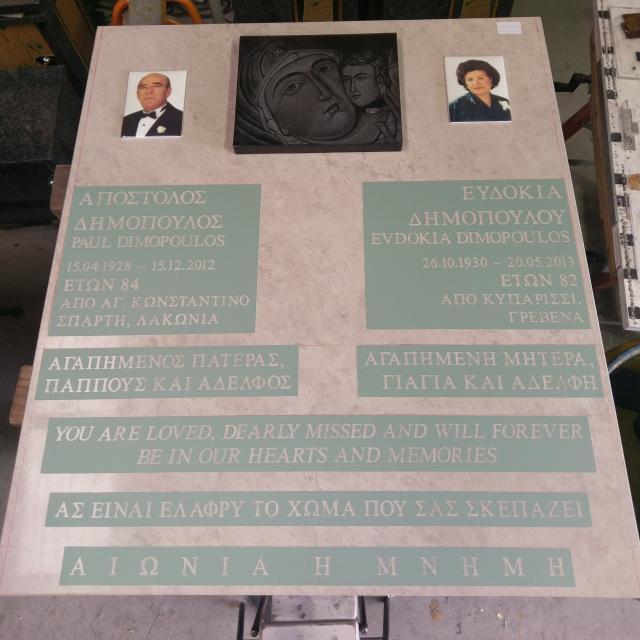 ΑΠΟΣΤΟΛΟΣ
ΔΗΜΟΠΟΥΛΟΣ
PAUL DIMOPOULOS
15.04.1928 – 15.12.2012
ΕΤΩΝ 84
ΑΠΟ ΑΓ. ΚΩΝΣΤΑΝΤΙΝΟ
ΣΠΑΡΤΗ, ΛΑΚΩΝΙΑ
ΕΥΔΟΚΙΑ
ΔΗΜΟΠΟΥΛΟΥ
EVDOKIA DIMOPOULOS
26.10.1930 – 20.05.2013
ΕΤΩΝ 82
ΑΠΟ ΚΥΠΑΡΙΣΣΙ,
ΓΡΕΒΕΝΑ
ΑΓΑΠΗΜΕΝΟΣ ΠΑΤΕΡΑΣ,
ΠΑΠΠΟΥΣ ΚΑΙ ΑΔΕΛΦΟΣ
ΑΓΑΠΗΜΕΝΗ ΜΗΤΕΡΑ,
ΓΙΑΓΙΑ ΚΑΙ ΑΔΕΛΦΗ
YOU ARE LOVED, DEARLY MISSED AND WILL FOREVER
BE IN OUR HEARTS AND MEMORIES
ΑΣ ΕΙΝΑΙ ΕΛΑΦΡΥ ΤΟ ΧΩΜΑ ΠΟΥ ΣΑΣ ΣΚΕΠΑΖΕΙ
ΑΙΩΝΙΑ Η ΜΝΗΜΗ